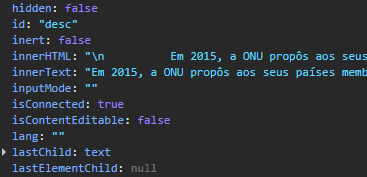 hidden: false
id: "desc"
inert: false
innerHTML: "\n Em 2015, a ONU propôs aos seus
innerText: "Em 2015, a ONU propôs aos seus países memb
inputMode: ""
isConnected: true
isContentEditable: false
lang: ""
lastChild: text
lastElementChild: null